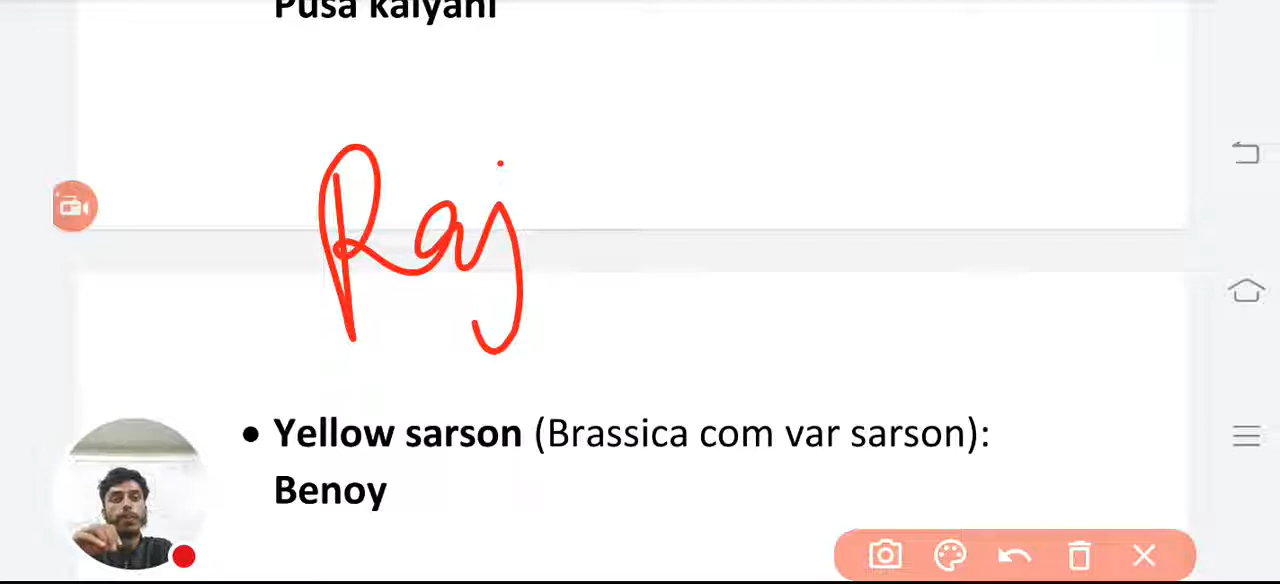 Pusa kalyani
Raj
• Yellow sarson (Brassica com var sarson):
Benoy